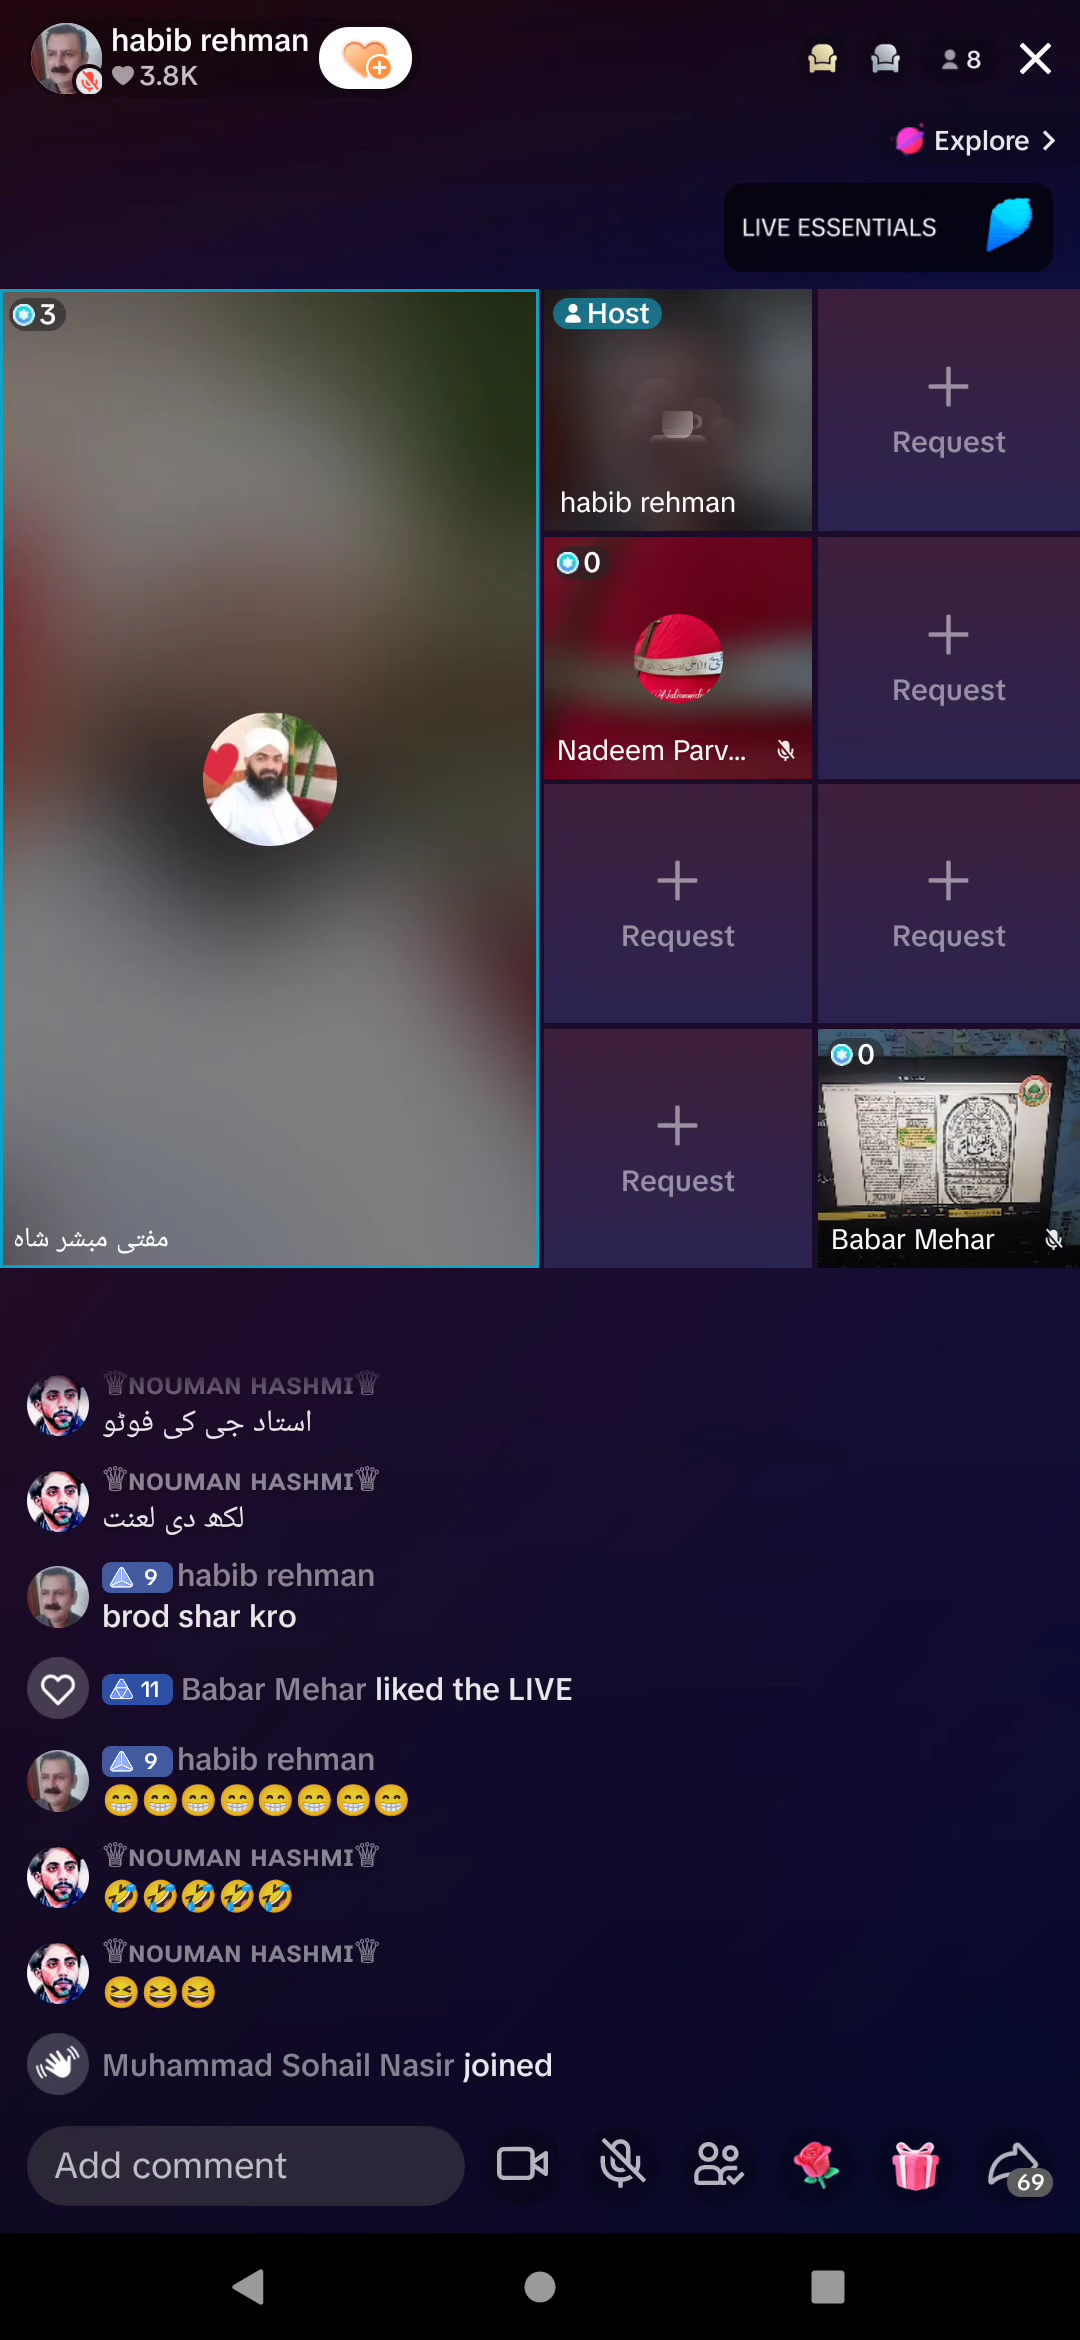 habib rehman
3.8K
8
Explore
LIVE ESSENTIALS
3
مفتی مبشر شاہ
Host
habib rehman
Request
0
Nadeem Parv...
Request
Request
Request
Request
0
Babar Mehar
♕NOUMAN HASHMI♕
استاد جی کی فوٹو
♕NOUMAN HASHMI♕
لکھ دی لعنت
9 habib rehman
brod shar kro
11 Babar Mehar liked the LIVE
9 habib rehman
😁😁😁😁😁😁😁😁
♕NOUMAN HASHMI♕
🤣🤣🤣🤣🤣
♕NOUMAN HASHMI♕
😆😆😆
Muhammad Sohail Nasir joined
Add comment
69